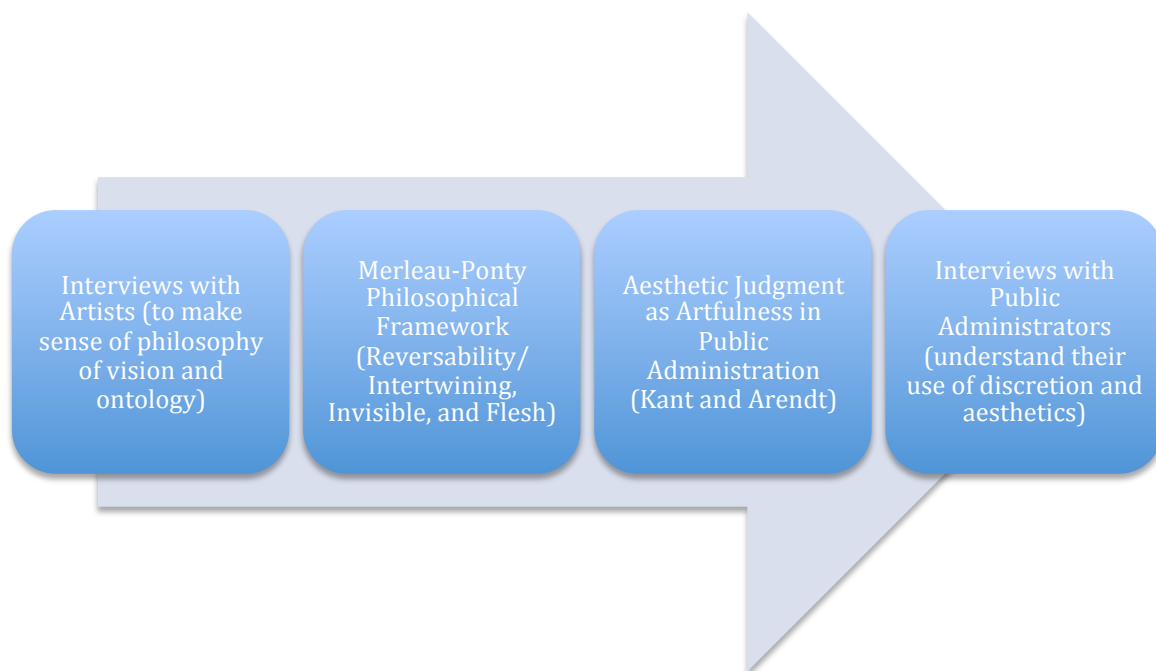 Interviews with
Artists (to make
sense of philosophy
of vision and
ontology)
Merleau-Ponty
Philosophical
Framework
(Reversability/
Intertwining,
Invisible, and Flesh)
Aesthetic Judgment
as Artfulness in
Public
Administration
(Kant and Arendt)
Interviews with
Public
Administrators
(understand their
use of discretion and
aesthetics)